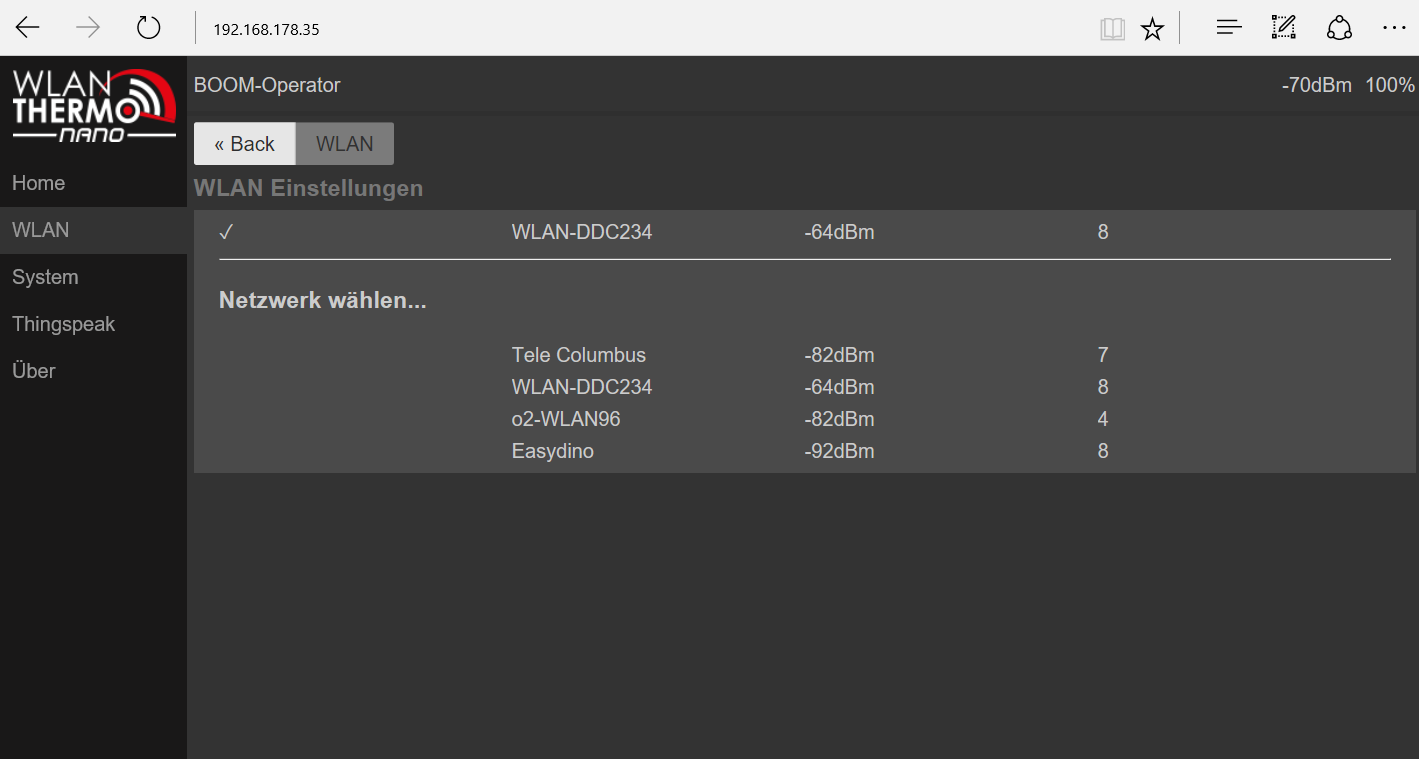 192.168.178.35
WLAN
THERMO
NANO
BOOM-Operator -70dBm 100%
« Back WLAN
WLAN Einstellungen
Home
WLAN
System
Thingspeak
Über
✓ WLAN-DDC234 -64dBm 8
Netzwerk wählen...
Tele Columbus -82dBm 7
WLAN-DDC234 -64dBm 8
o2-WLAN96 -82dBm 4
Easydino -92dBm 8